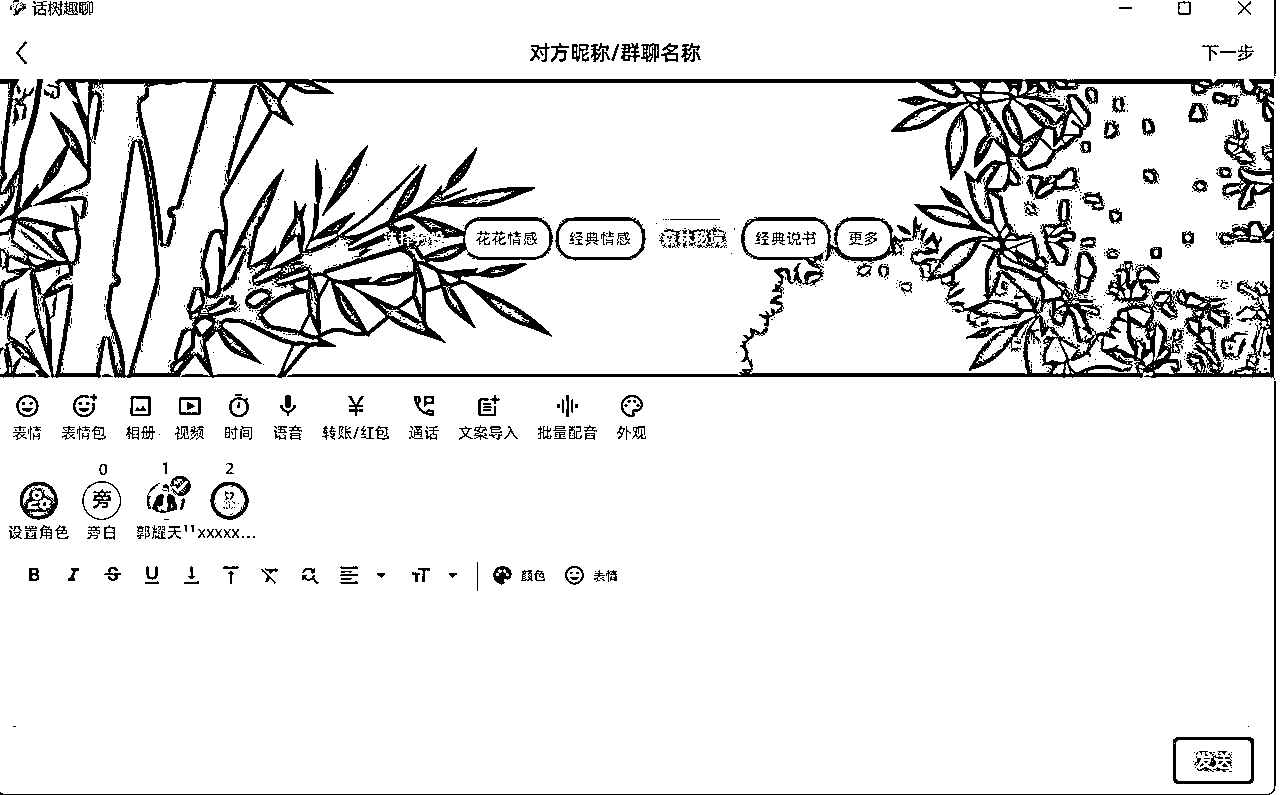 话树趣聊
对方昵称/群聊名称
下一步
花花情感 经典情感 森林秘境 经典说书 更多
表情 表情包 相册 视频 时间 语音 转账/红包 通话 文案导入 批量配音 外观
0 1 2
旁
设置角色 旁白 郭耀天¹¹xxxxx...
B I S U
颜色 表情
发送